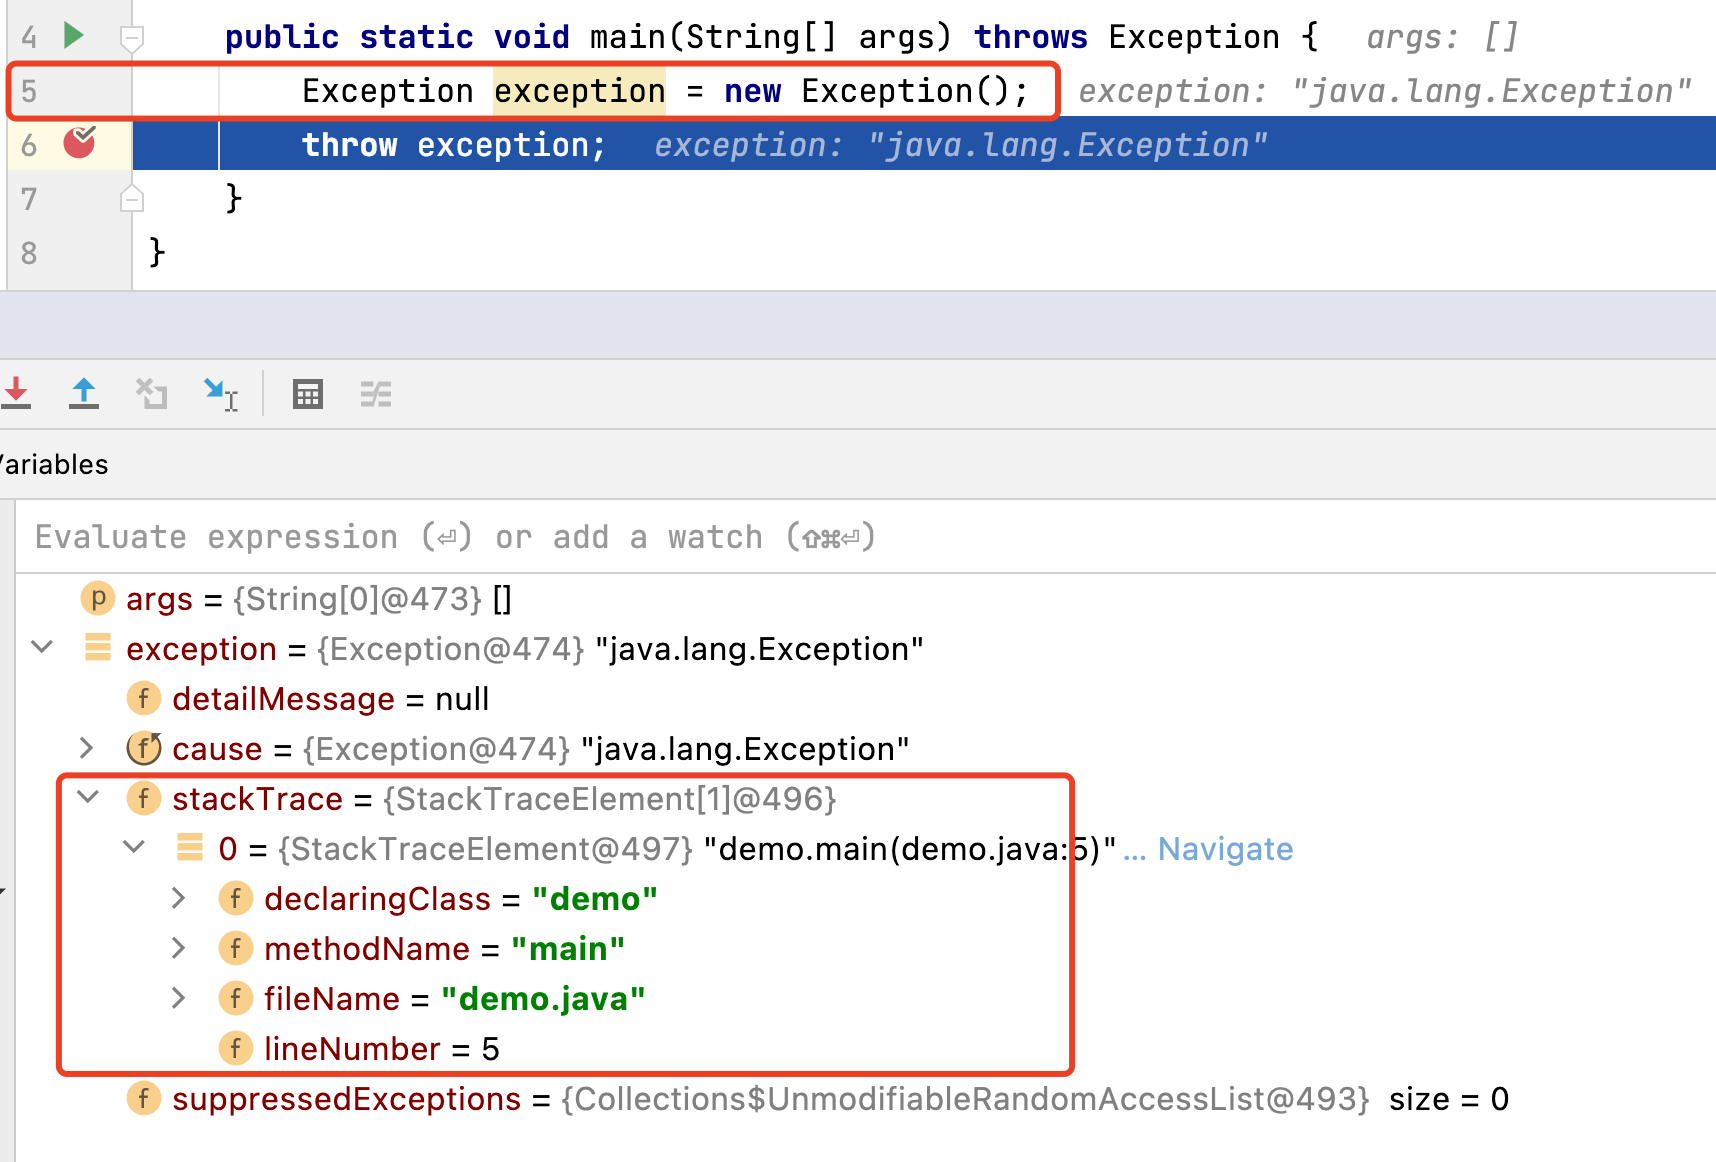 4 public static void main(String[] args) throws Exception { args: []
5 Exception exception = new Exception(); exception: "java.lang.Exception"
6 throw exception; exception: "java.lang.Exception"
7 }
8 }
Variables
Evaluate expression (⏎) or add a watch (⇧⌘⏎)
p args = {String[0]@473} []
exception = {Exception@474} "java.lang.Exception"
f detailMessage = null
f cause = {Exception@474} "java.lang.Exception"
f stackTrace = {StackTraceElement[1]@496}
0 = {StackTraceElement@497} "demo.main(demo.java:5)" ... Navigate
f declaringClass = "demo"
f methodName = "main"
f fileName = "demo.java"
f lineNumber = 5
f suppressedExceptions = {Collections$UnmodifiableRandomAccessList@493} size = 0